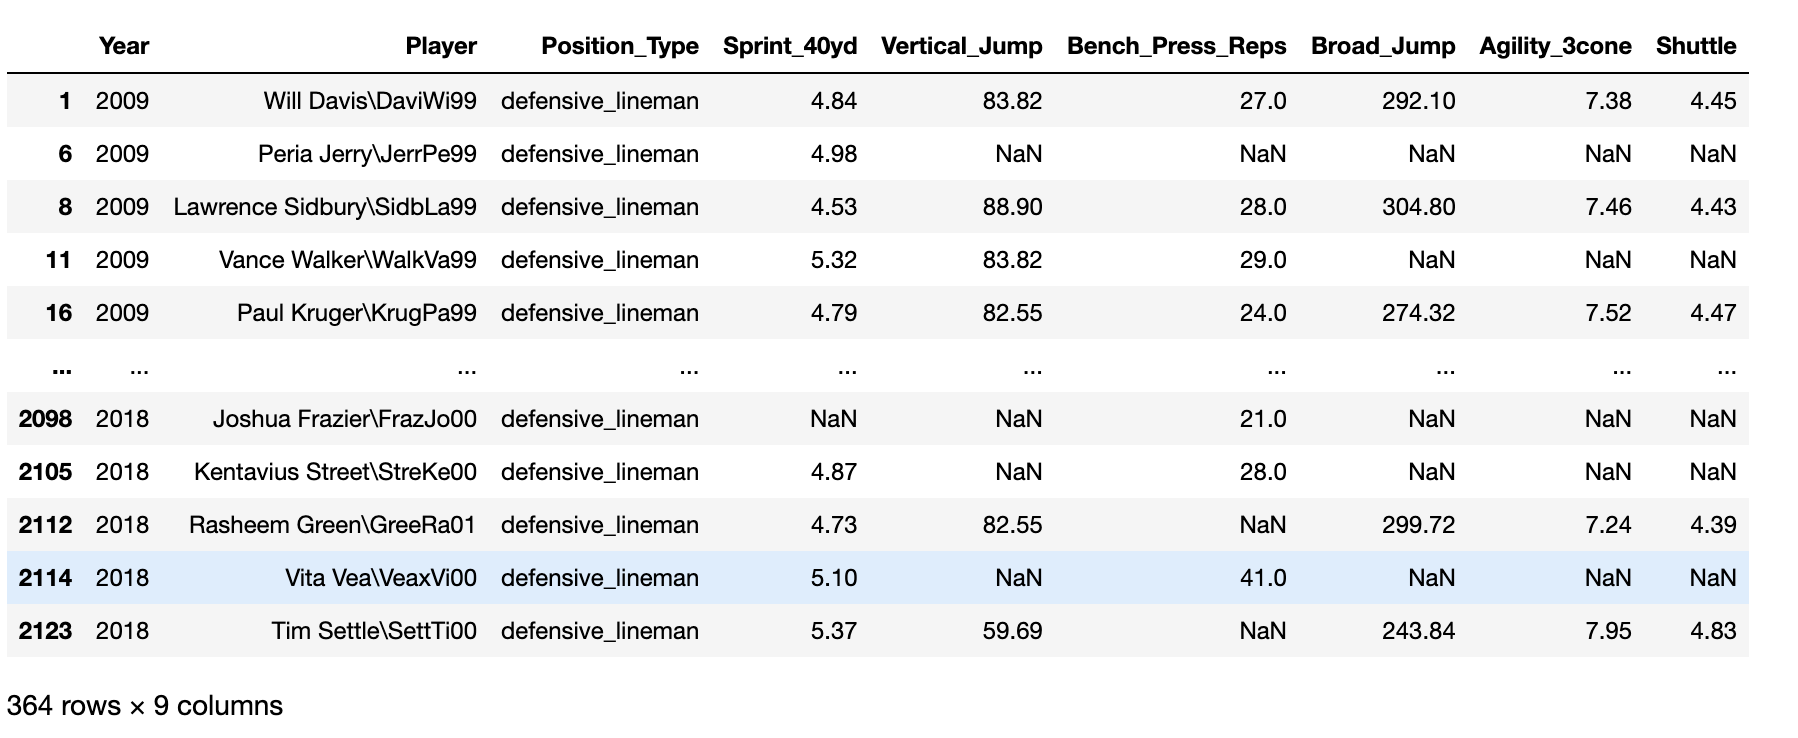 Year Player Position_Type Sprint_40yd Vertical_Jump Bench_Press_Reps Broad_Jump Agility_3cone Shuttle
1 2009 Will Davis\DaviWi99 defensive_lineman 4.84 83.82 27.0 292.10 7.38 4.45
6 2009 Peria Jerry\JerrPe99 defensive_lineman 4.98 NaN NaN NaN NaN NaN
8 2009 Lawrence Sidbury\SidbLa99 defensive_lineman 4.53 88.90 28.0 304.80 7.46 4.43
11 2009 Vance Walker\WalkVa99 defensive_lineman 5.32 83.82 29.0 NaN NaN NaN
16 2009 Paul Kruger\KrugPa99 defensive_lineman 4.79 82.55 24.0 274.32 7.52 4.47
... ... ... ... ... ... ... ... ... ...
2098 2018 Joshua Frazier\FrazJo00 defensive_lineman NaN NaN 21.0 NaN NaN NaN
2105 2018 Kentavius Street\StreKe00 defensive_lineman 4.87 NaN 28.0 NaN NaN NaN
2112 2018 Rasheem Green\GreeRa01 defensive_lineman 4.73 82.55 NaN 299.72 7.24 4.39
2114 2018 Vita Vea\VeaxVi00 defensive_lineman 5.10 NaN 41.0 NaN NaN NaN
2123 2018 Tim Settle\SettTi00 defensive_lineman 5.37 59.69 NaN 243.84 7.95 4.83
364 rows × 9 columns